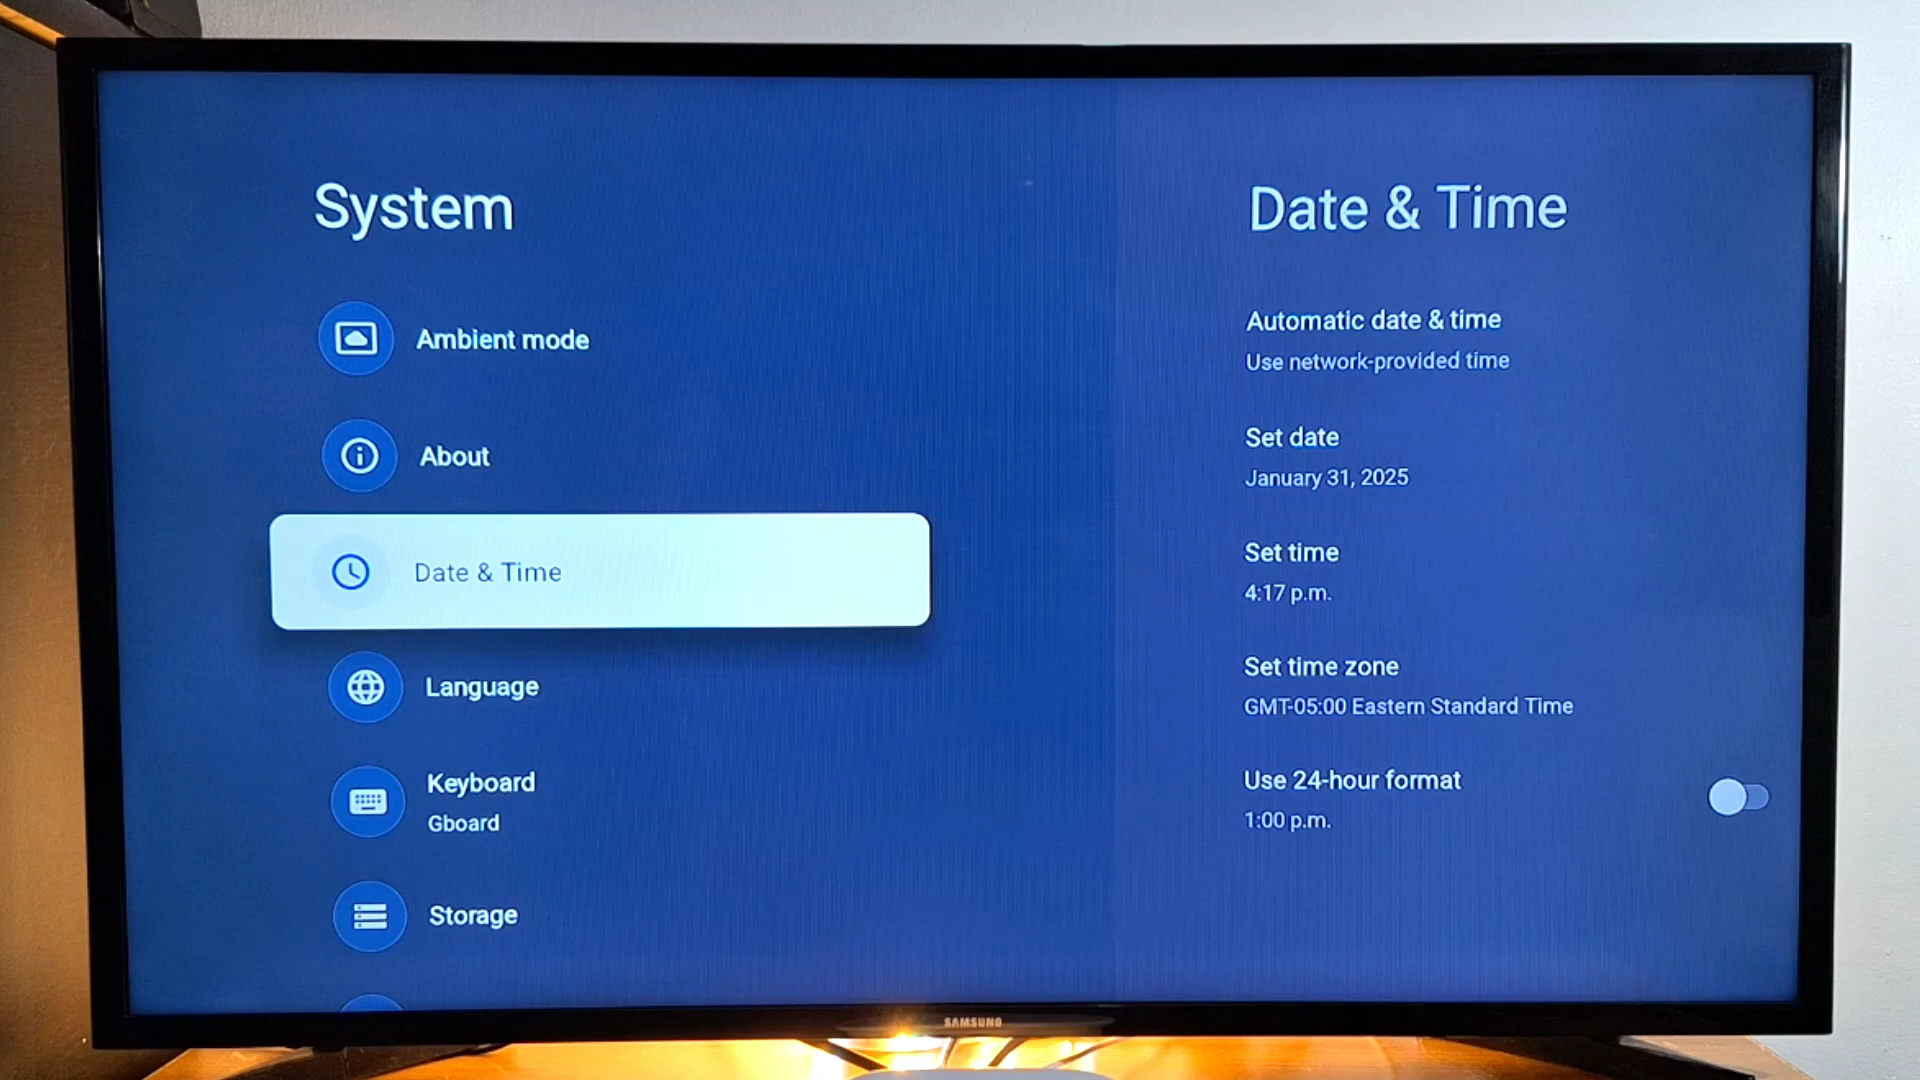 System
Ambient mode
About
Date & Time
Language
Keyboard
Gboard
Storage
Date & Time
Automatic date & time
Use network-provided time
Set date
January 31, 2025
Set time
4:17 p.m.
Set time zone
GMT-05:00 Eastern Standard Time
Use 24-hour format
1:00 p.m.
SAMSUNG